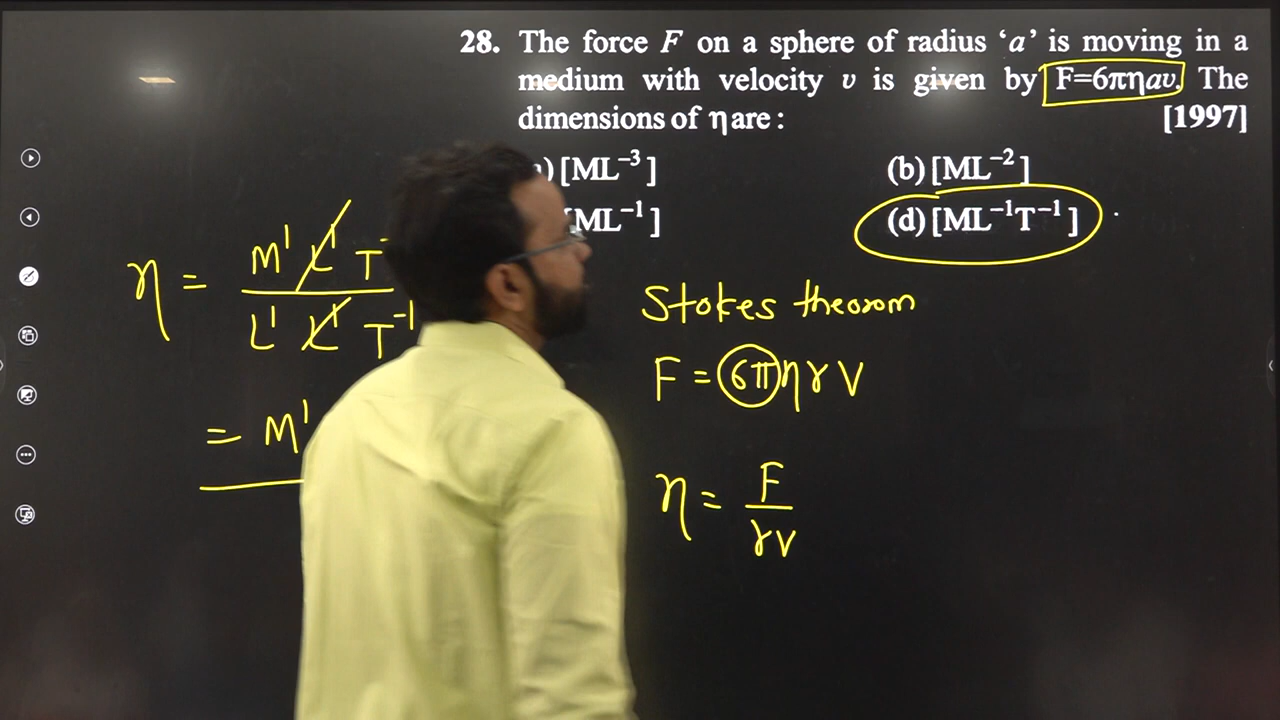 28. The force F on a sphere of radius ‘a’ is moving in a
medium with velocity v is given by F=6πηav. The
dimensions of η are : [1997]
) [ML⁻³] (b) [ML⁻²]
[ML⁻¹] (d) [ML⁻¹T⁻¹]
η = M¹ L¹ T⁻ / L¹ L¹ T⁻¹
= M¹
Stokes theorom
F = 6π η r v
η = F / r v